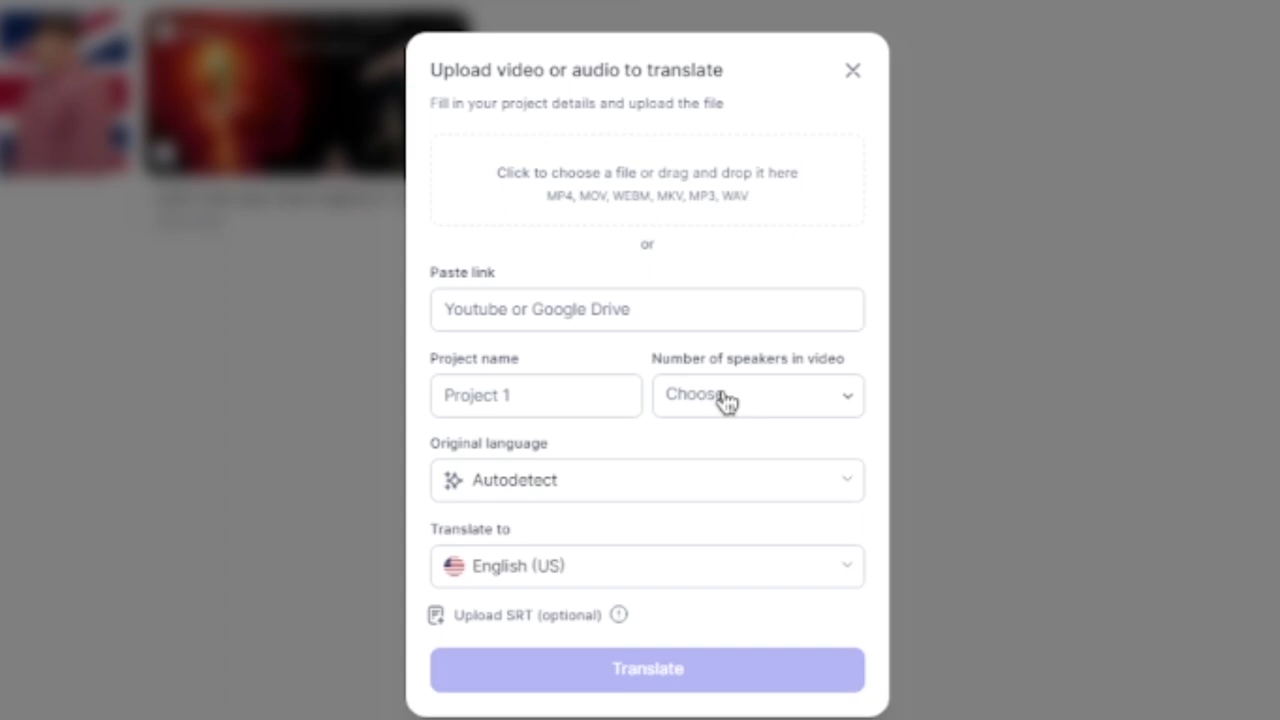 Upload video or audio to translate
Fill in your project details and upload the file
Click to choose a file or drag and drop it here
MP4, MOV, WEBM, MKV, MP3, WAV
or
Paste link
Youtube or Google Drive
Project name
Number of speakers in video
Project 1
Choose
Original language
Autodetect
Translate to
English (US)
Upload SRT (optional)
Translate